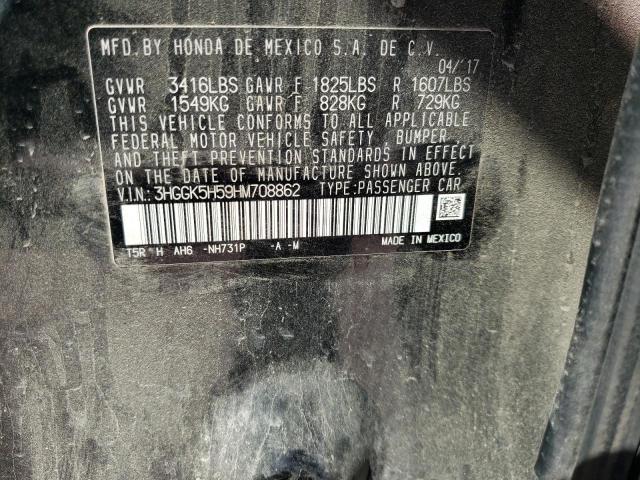 MFD. BY HONDA DE MEXICO S.A. DE C.V.
04/'17
GVWR 3416LBS GAWR F 1825LBS R 1607LBS
GVWR 1549KG GAWR F 828KG R 729KG
THIS VEHICLE CONFORMS TO ALL APPLICABLE
FEDERAL MOTOR VEHICLE SAFETY, BUMPER,
AND THEFT PREVENTION STANDARDS IN EFFECT
ON THE DATE OF MANUFACTURE SHOWN ABOVE.
V.I.N.: 3HGGK5H59HM708862 TYPE:PASSENGER CAR
T5R H AH6 -NH731P -A -M MADE IN MEXICO